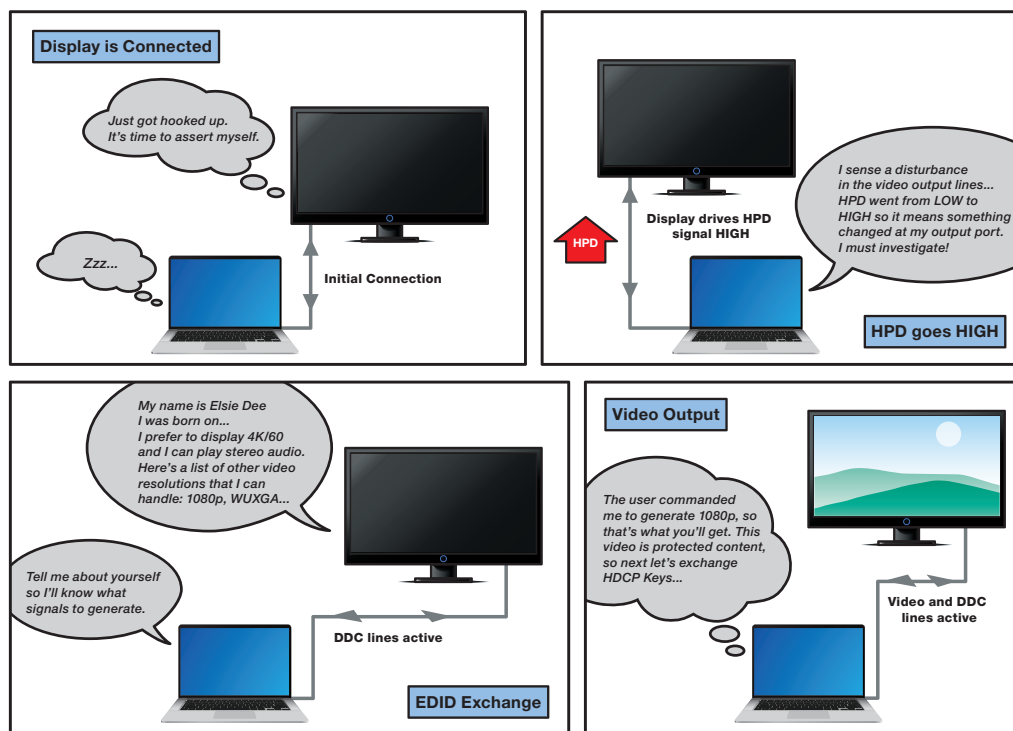 Display is Connected
Just got hooked up.
It's time to assert myself.
Zzz...
Initial Connection
I sense a disturbance
in the video output lines...
HPD went from LOW to
HIGH so it means something
changed at my output port.
I must investigate!
Display drives HPD
signal HIGH
HPD
HPD goes HIGH
My name is Elsie Dee
I was born on...
I prefer to display 4K/60
and I can play stereo audio.
Here's a list of other video
resolutions that I can
handle: 1080p, WUXGA...
Tell me about yourself
so I'll know what
signals to generate.
DDC lines active
EDID Exchange
Video Output
The user commanded
me to generate 1080p, so
that's what you'll get. This
video is protected content,
so next let's exchange
HDCP Keys...
Video and DDC
lines active